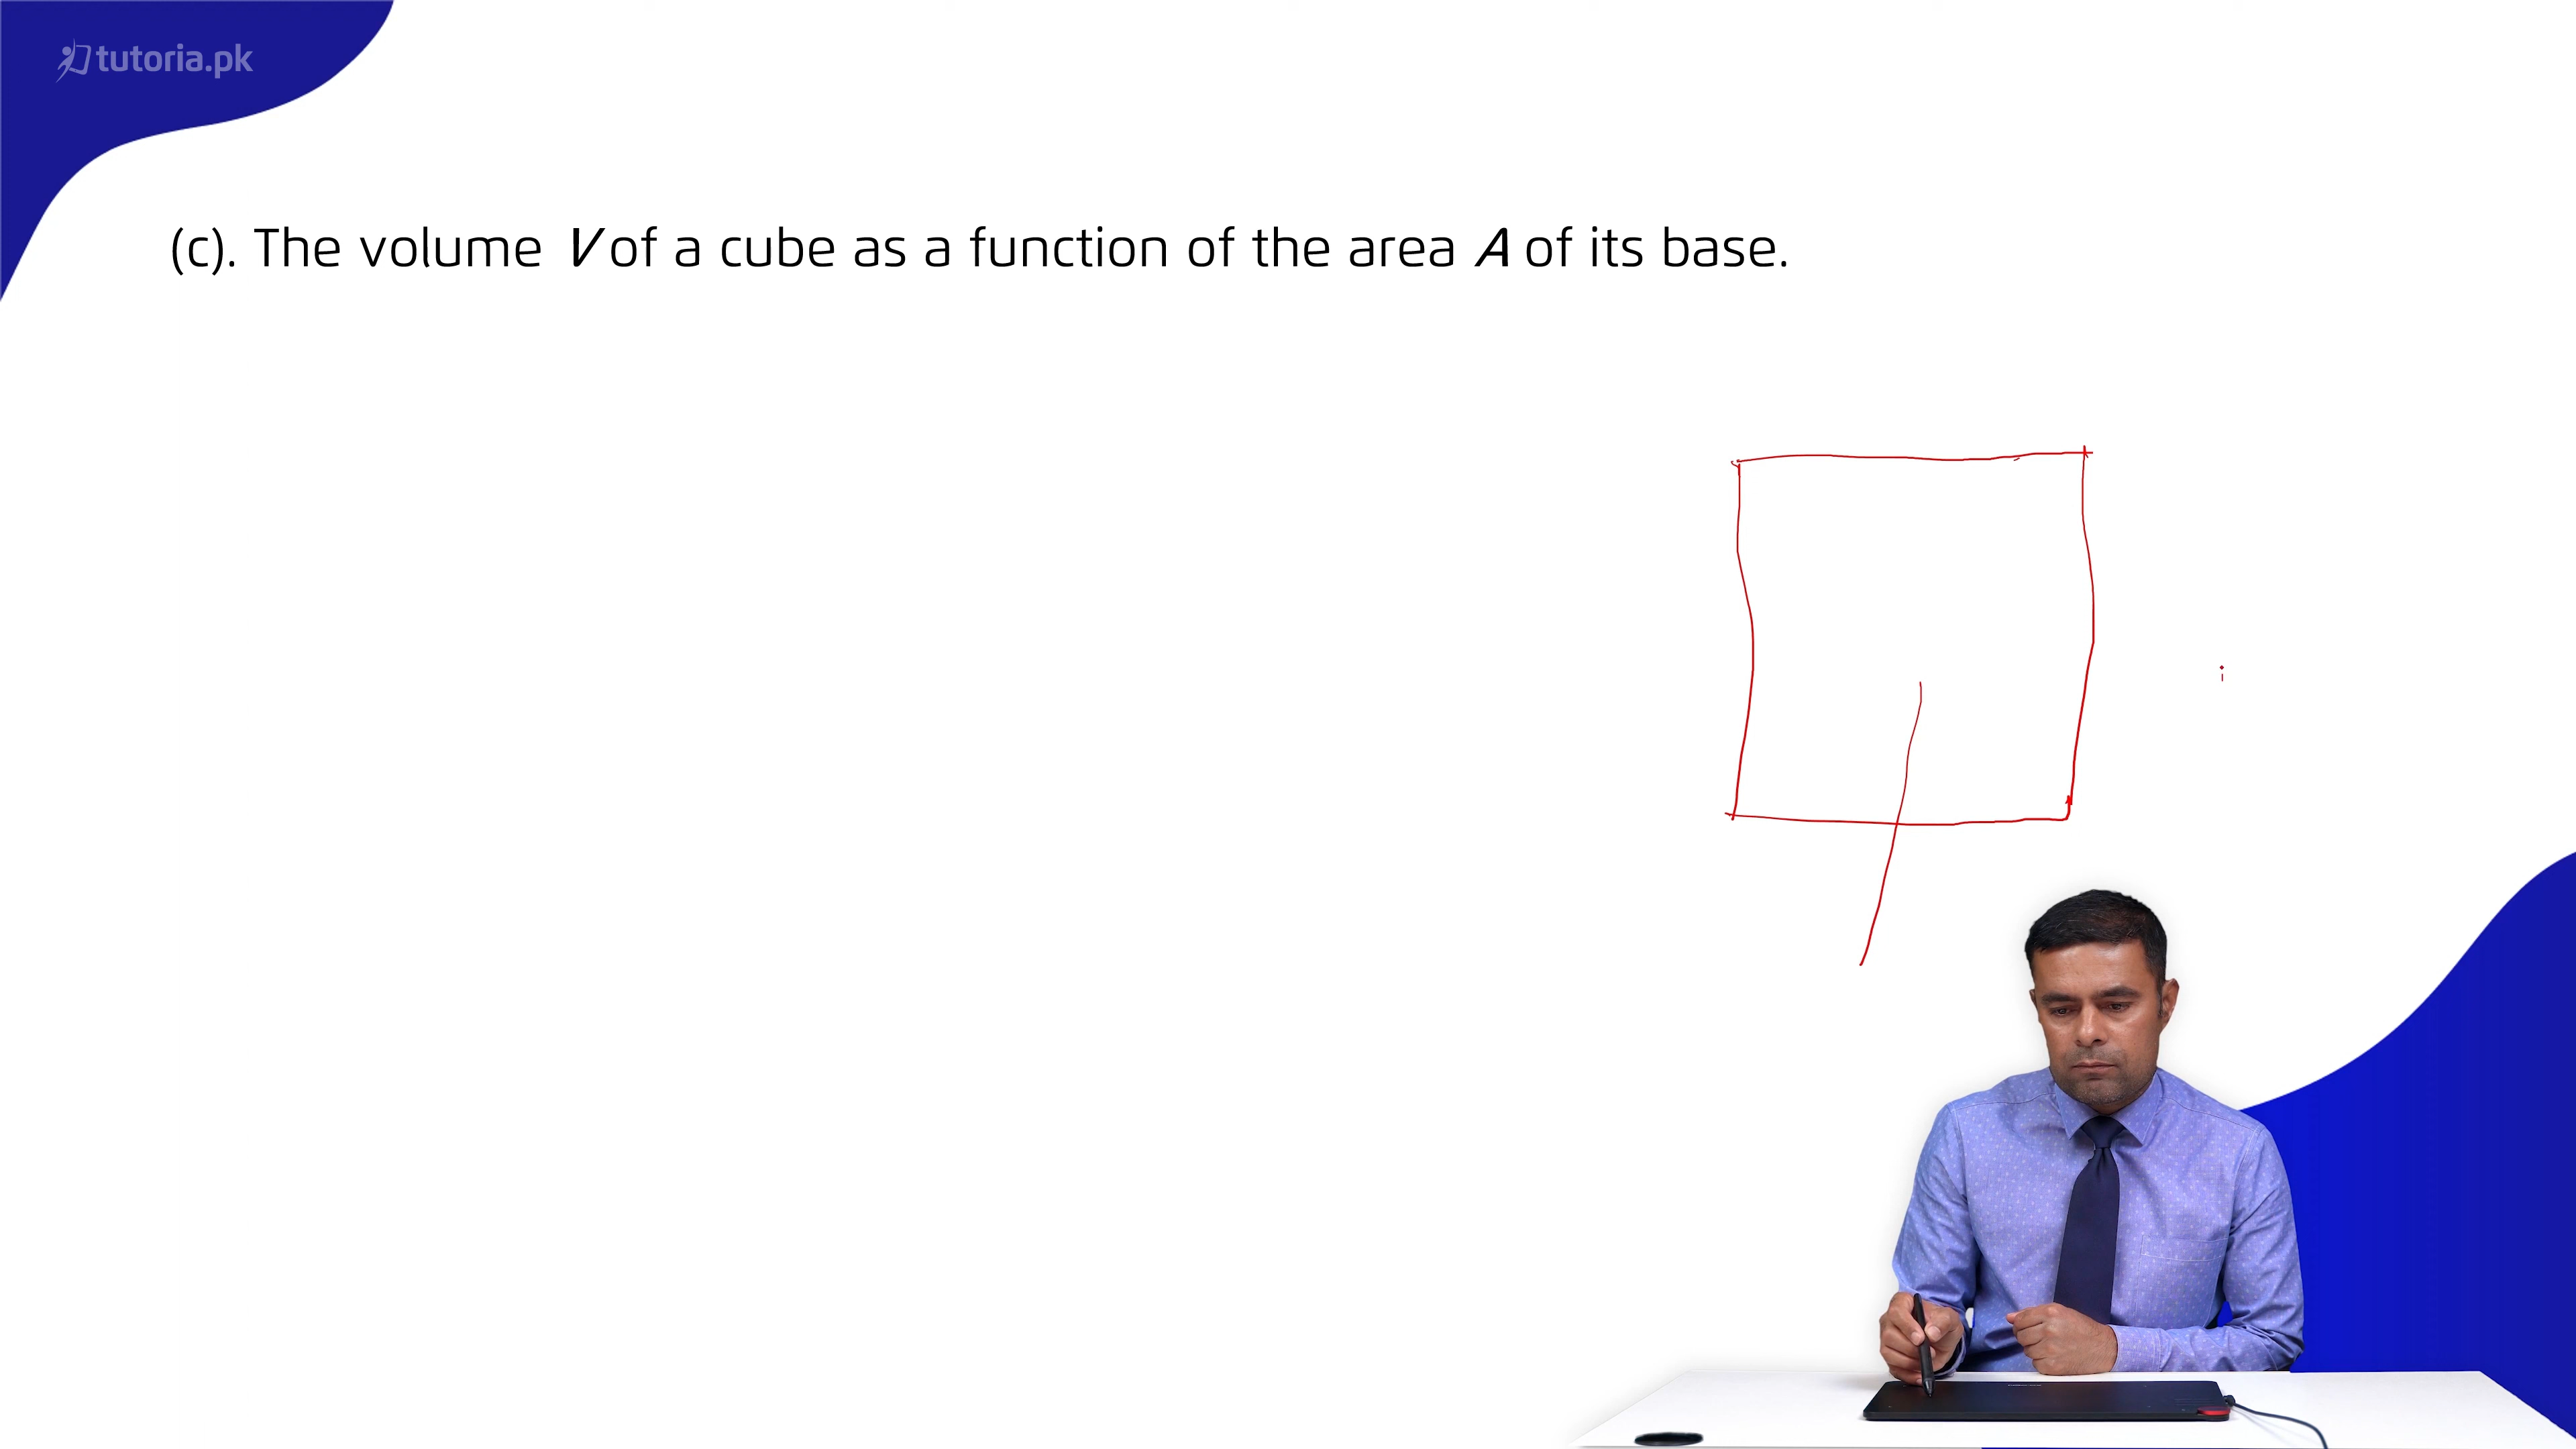 tutoria.pk
(c). The volume V of a cube as a function of the area A of its base.